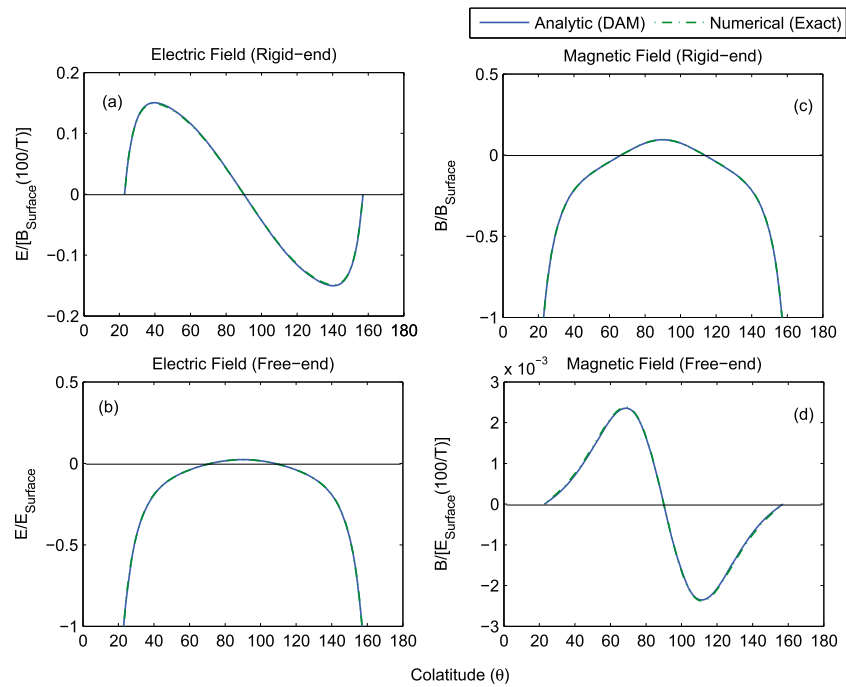 Analytic (DAM) Numerical (Exact)
Electric Field (Rigid−end)
(a)
E/[B_Surface(100/T)]
0.2
0.1
0
−0.1
−0.2
0 20 40 60 80 100 120 140 160 180
Magnetic Field (Rigid−end)
(c)
B/B_Surface
0.5
0
−0.5
−1
0 20 40 60 80 100 120 140 160 180
Electric Field (Free−end)
(b)
E/E_Surface
0.5
0
−0.5
−1
0 20 40 60 80 100 120 140 160 180
x 10⁻³ Magnetic Field (Free−end)
(d)
B/[E_Surface(100/T)]
3
2
1
0
−1
−2
−3
0 20 40 60 80 100 120 140 160 180
Colatitude (θ)